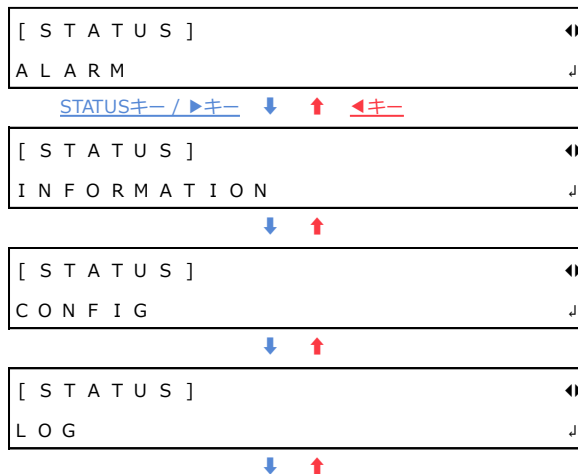 [ S T A T U S ] ◀▶
A L A R M ↲
STATUSキー / ▶キー ⬇ ⬆ ◀キー
[ S T A T U S ] ◀▶
I N F O R M A T I O N ↲
⬇ ⬆
[ S T A T U S ] ◀▶
C O N F I G ↲
⬇ ⬆
[ S T A T U S ] ◀▶
L O G ↲
⬇ ⬆